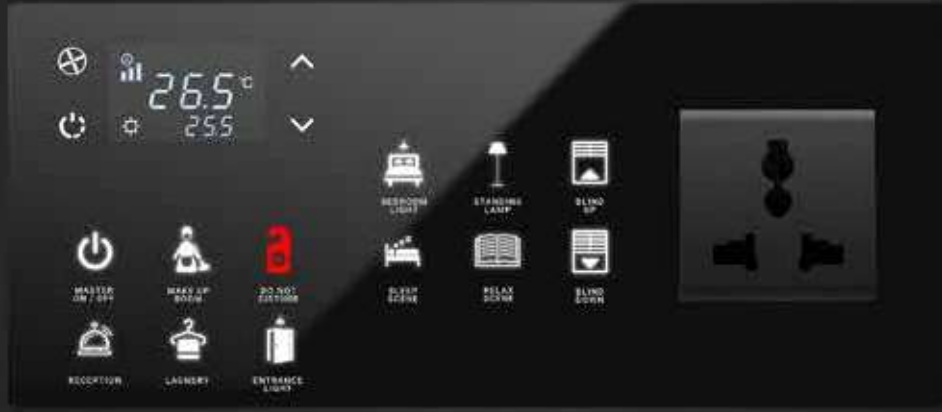 26.5 °C
25.5
BEDROOM
LIGHT
STANDING
LAMP
BLIND
UP
MASTER
ON / OFF
MAKE UP
ROOM
DO NOT
DISTURB
SLEEP
SCENE
RELAX
SCENE
BLIND
DOWN
RECEPTION
LAUNDRY
ENTRANCE
LIGHT